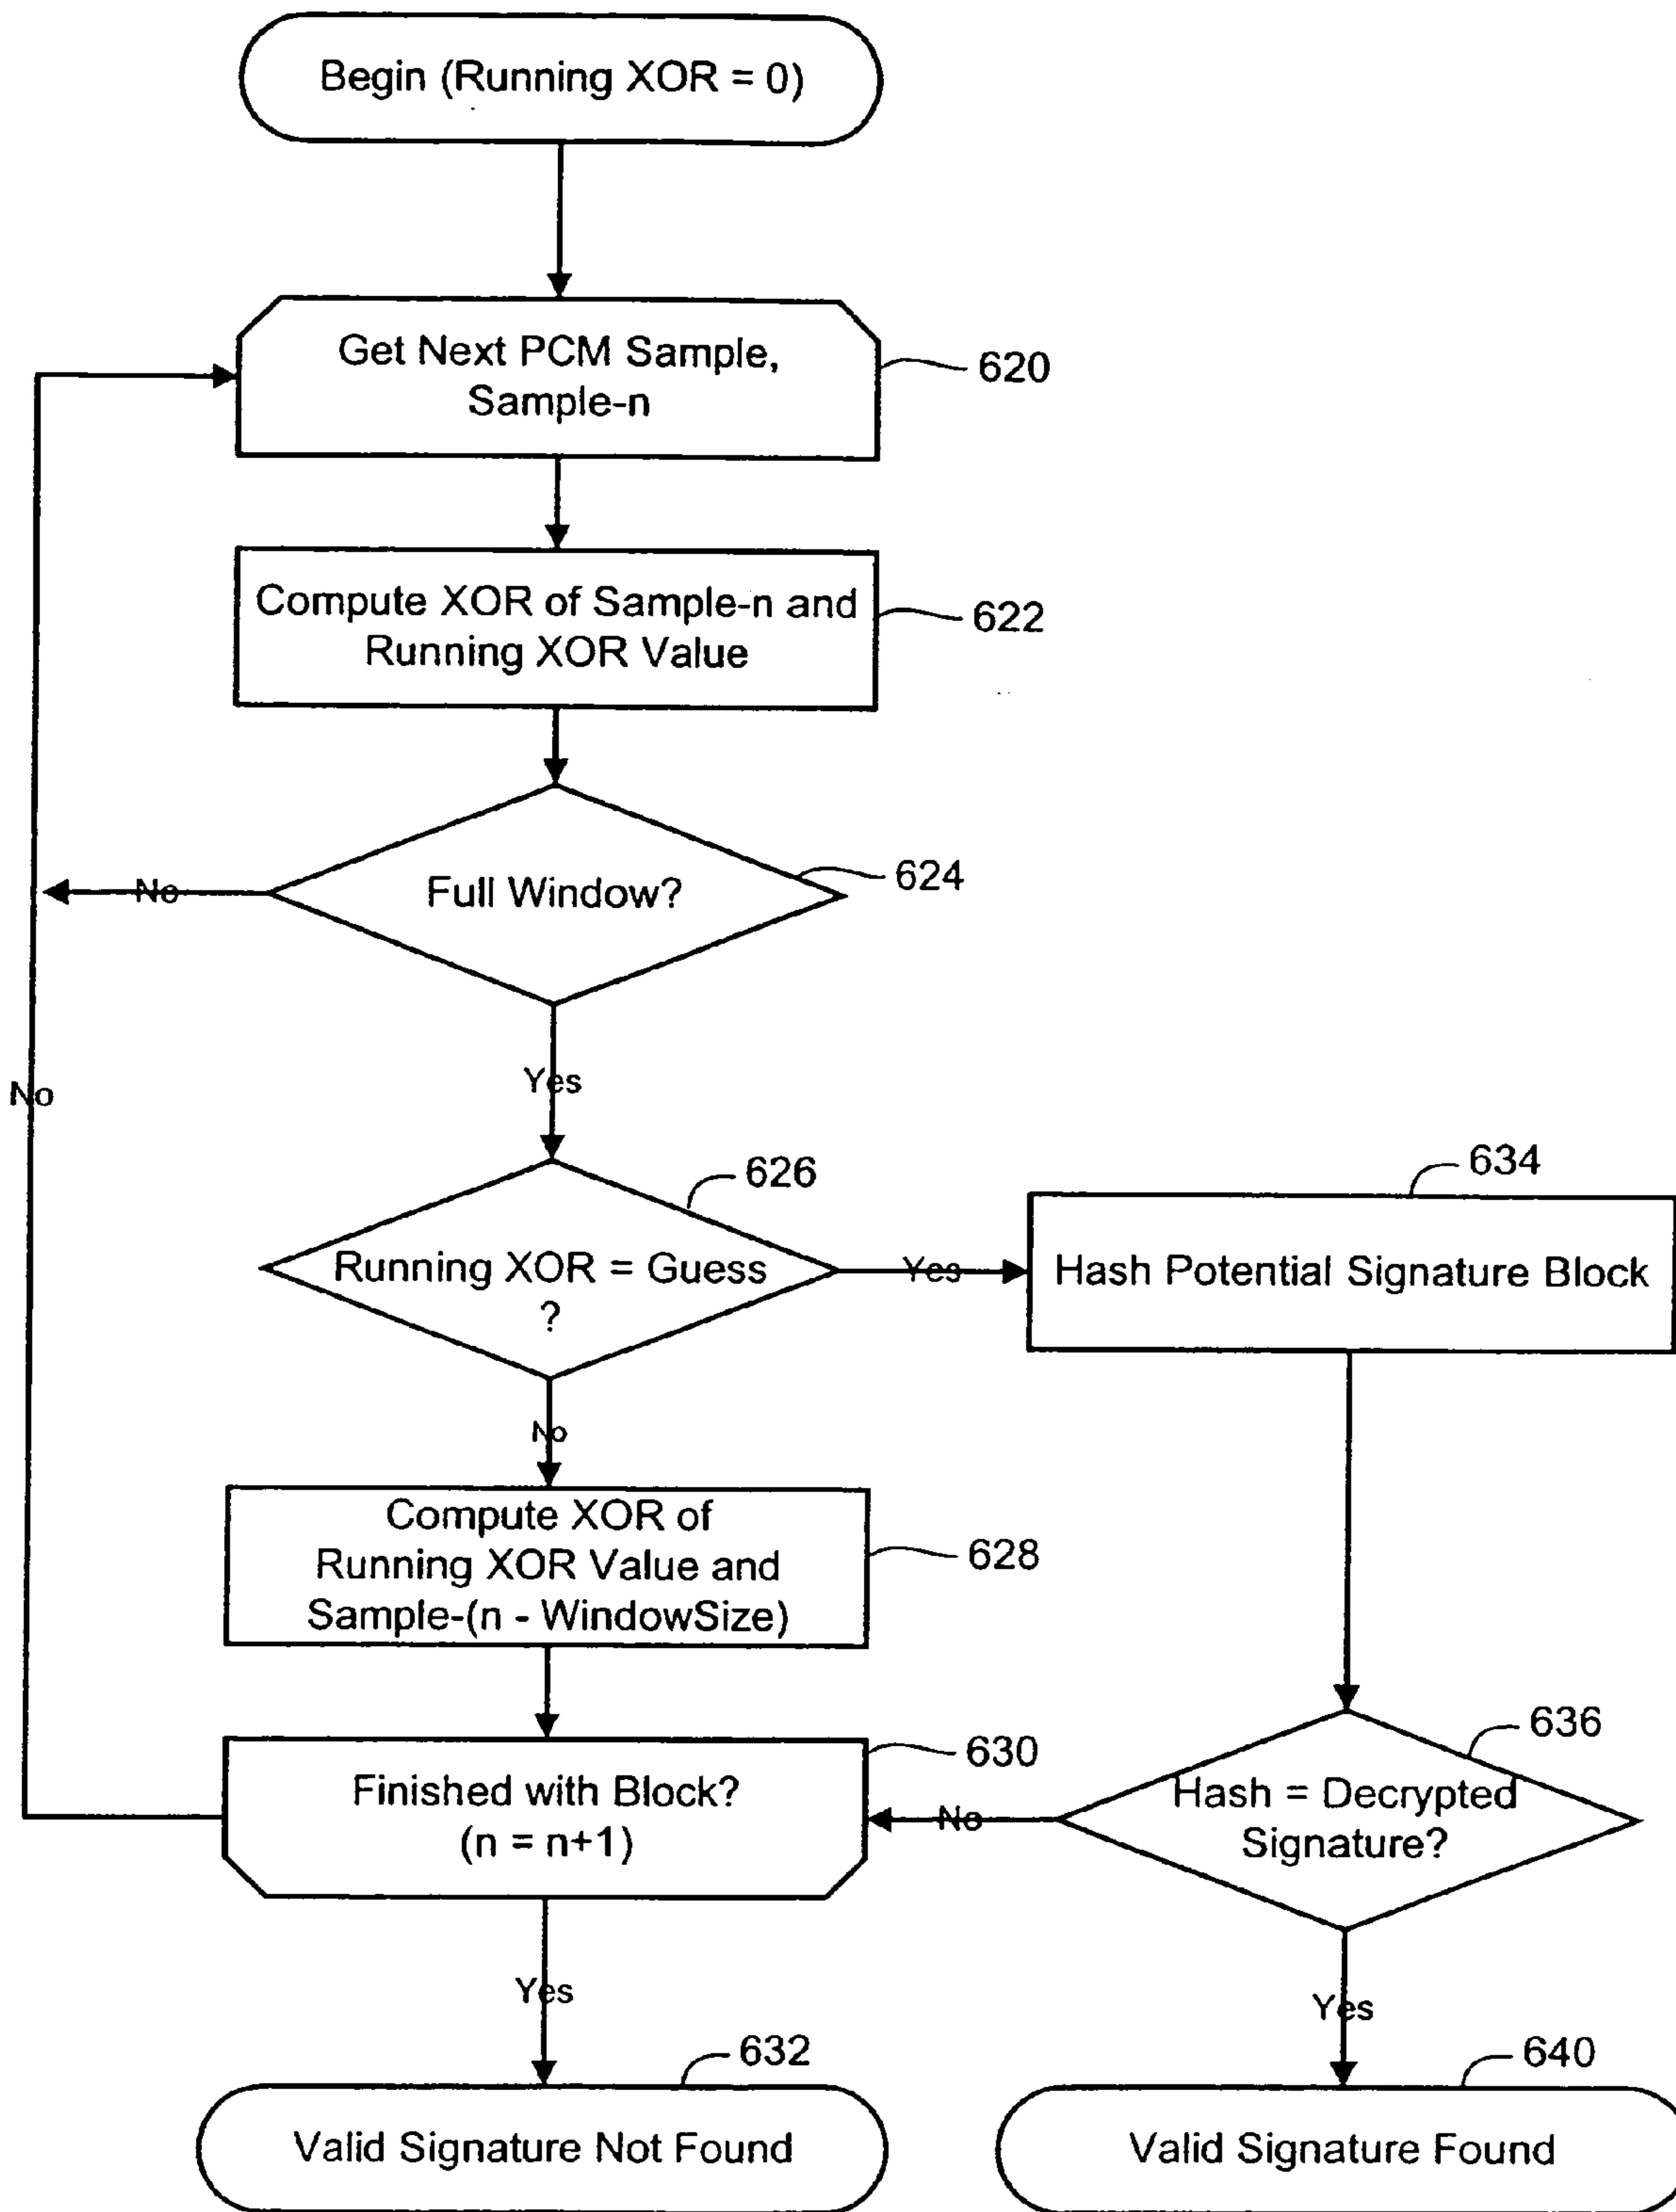 Begin (Running XOR = 0)
Get Next PCM Sample,
Sample-n
620
Compute XOR of Sample-n and
Running XOR Value
622
Full Window?
624
No
Yes
No
Running XOR = Guess
?
626
Yes
Hash Potential Signature Block
634
No
Compute XOR of
Running XOR Value and
Sample-(n - WindowSize)
628
Finished with Block?
(n = n+1)
630
No
Hash = Decrypted
Signature?
636
Yes
Yes
Valid Signature Not Found
632
Valid Signature Found
640